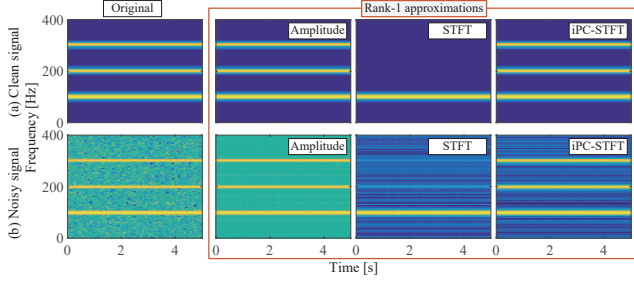 Original
Rank-1 approximations
(a) Clean signal
Frequency [Hz]
400
200
0
Amplitude
STFT
iPC-STFT
(b) Noisy signal
400
200
0
Amplitude
STFT
iPC-STFT
0 2 4 0 2 4 0 2 4 0 2 4
Time [s]